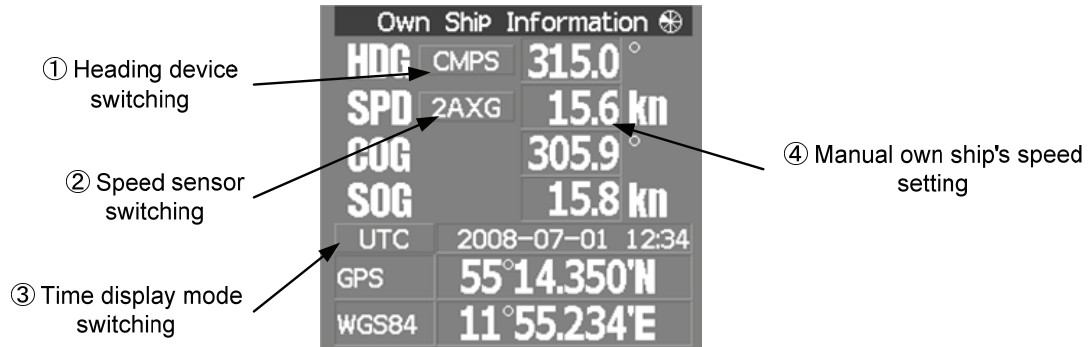 Own Ship Information
HDG CMPS 315.0 °
SPD 2AXG 15.6 kn
COG 305.9 °
SOG 15.8 kn
UTC 2008-07-01 12:34
GPS 55°14.350'N
WGS84 11°55.234'E
① Heading device
switching
② Speed sensor
switching
③ Time display mode
switching
④ Manual own ship's speed
setting